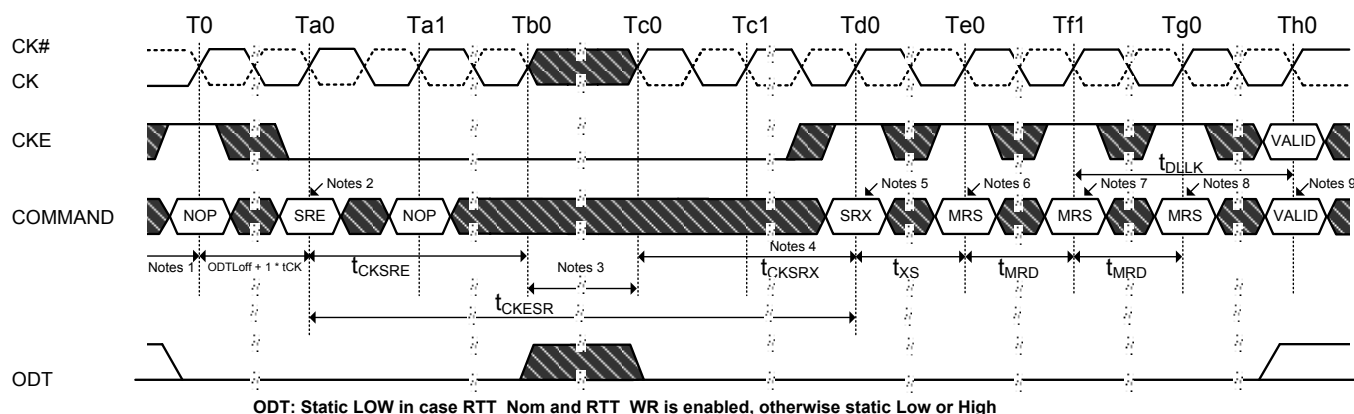 T0 Ta0 Ta1 Tb0 Tc0 Tc1 Td0 Te0 Tf1 Tg0 Th0
CK#
CK
CKE
VALID
tDLLK
Notes 2 Notes 5 Notes 6 Notes 7 Notes 8 Notes 9
COMMAND
NOP SRE NOP SRX MRS MRS MRS VALID
Notes 1 ODTLoff + 1 * tCK tCKSRE Notes 3 Notes 4 tCKSRX tXS tMRD tMRD
tCKESR
ODT
ODT: Static LOW in case RTT_Nom and RTT_WR is enabled, otherwise static Low or High